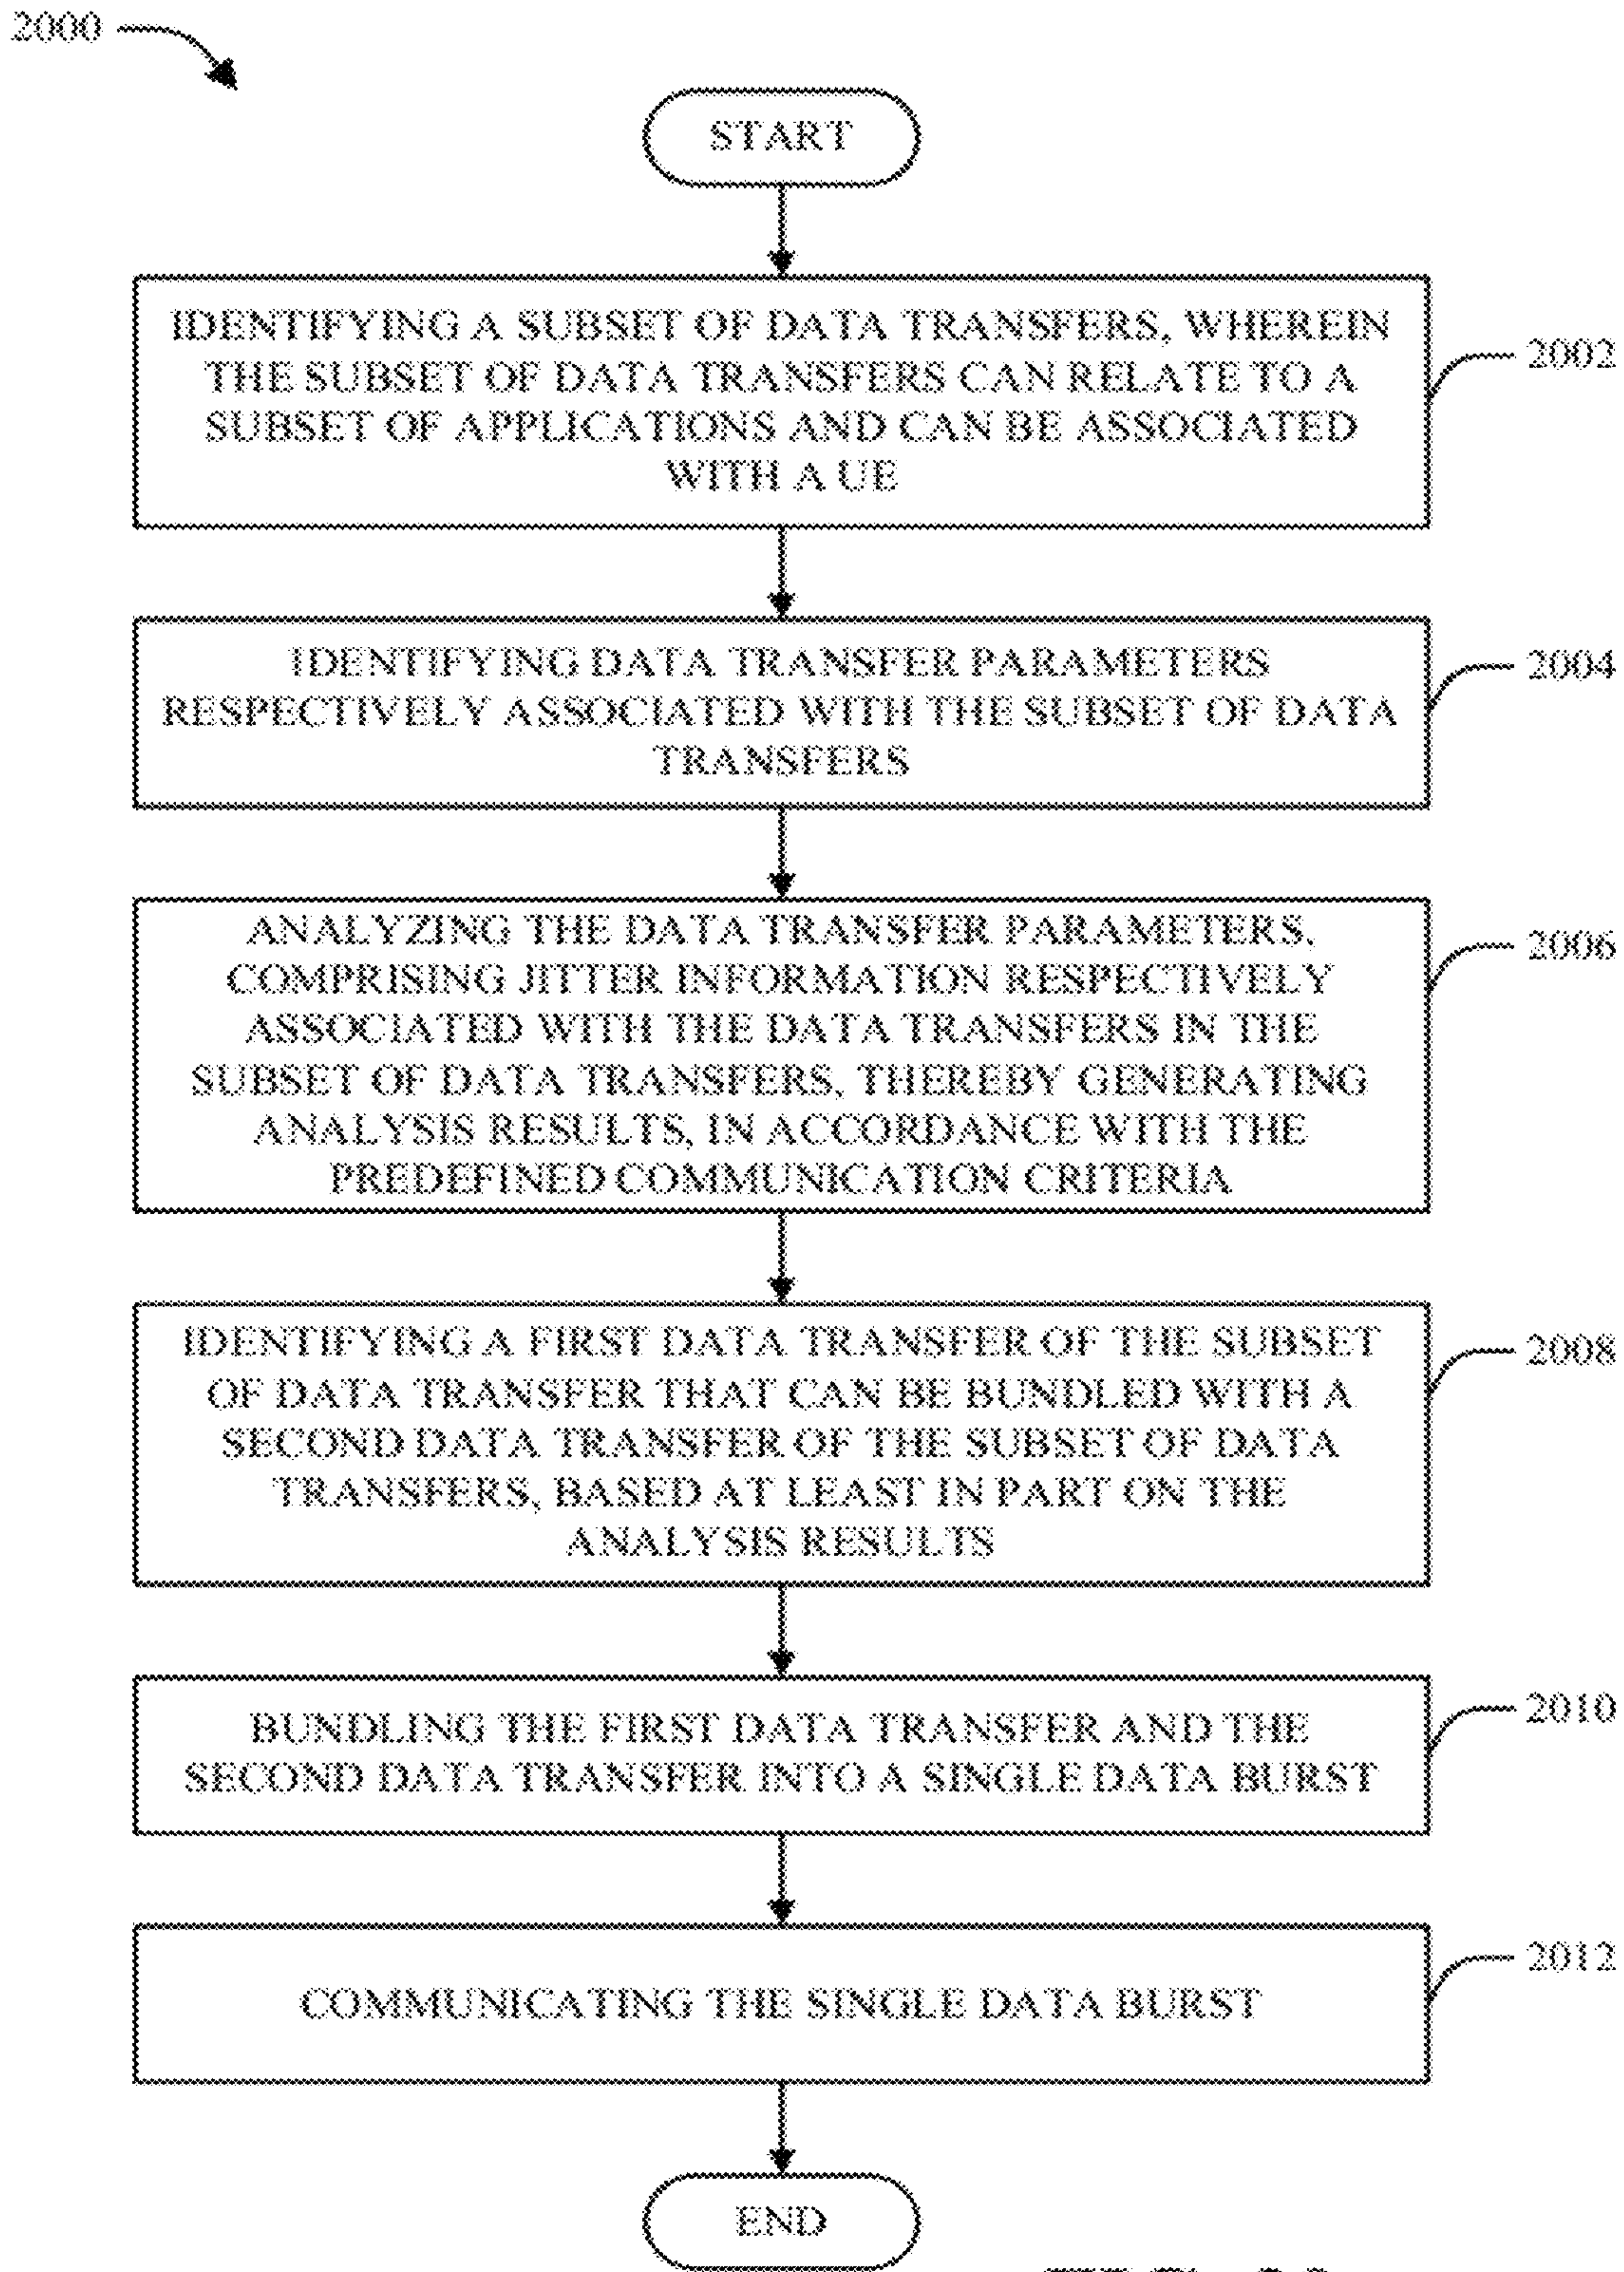 2000
START
IDENTIFYING A SUBSET OF DATA TRANSFERS, WHEREIN
THE SUBSET OF DATA TRANSFERS CAN RELATE TO A
SUBSET OF APPLICATIONS AND CAN BE ASSOCIATED
WITH A UE
2002
IDENTIFYING DATA TRANSFER PARAMETERS
RESPECTIVELY ASSOCIATED WITH THE SUBSET OF DATA
TRANSFERS
2004
ANALYZING THE DATA TRANSFER PARAMETERS,
COMPRISING JITTER INFORMATION RESPECTIVELY
ASSOCIATED WITH THE DATA TRANSFERS IN THE
SUBSET OF DATA TRANSFERS, THEREBY GENERATING
ANALYSIS RESULTS, IN ACCORDANCE WITH THE
PREDEFINED COMMUNICATION CRITERIA
2006
IDENTIFYING A FIRST DATA TRANSFER OF THE SUBSET
OF DATA TRANSFER THAT CAN BE BUNDLED WITH A
SECOND DATA TRANSFER OF THE SUBSET OF DATA
TRANSFERS, BASED AT LEAST IN PART ON THE
ANALYSIS RESULTS
2008
BUNDLING THE FIRST DATA TRANSFER AND THE
SECOND DATA TRANSFER INTO A SINGLE DATA BURST
2010
COMMUNICATING THE SINGLE DATA BURST
2012
END